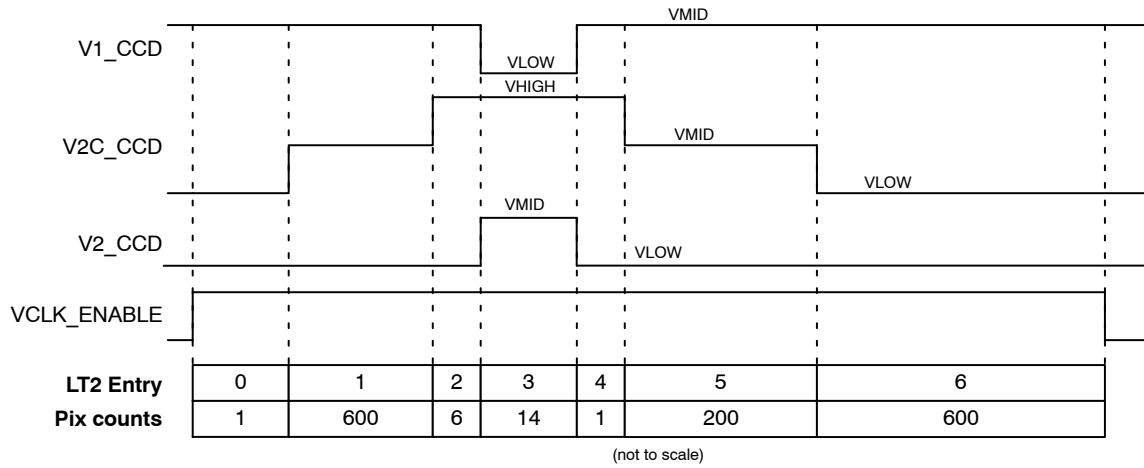 VMID
V1_CCD
VLOW
VHIGH
V2C_CCD
VMID
VLOW
VMID
V2_CCD
VLOW
VCLK_ENABLE
LT2 Entry 0 1 2 3 4 5 6
Pix counts 1 600 6 14 1 200 600
(not to scale)